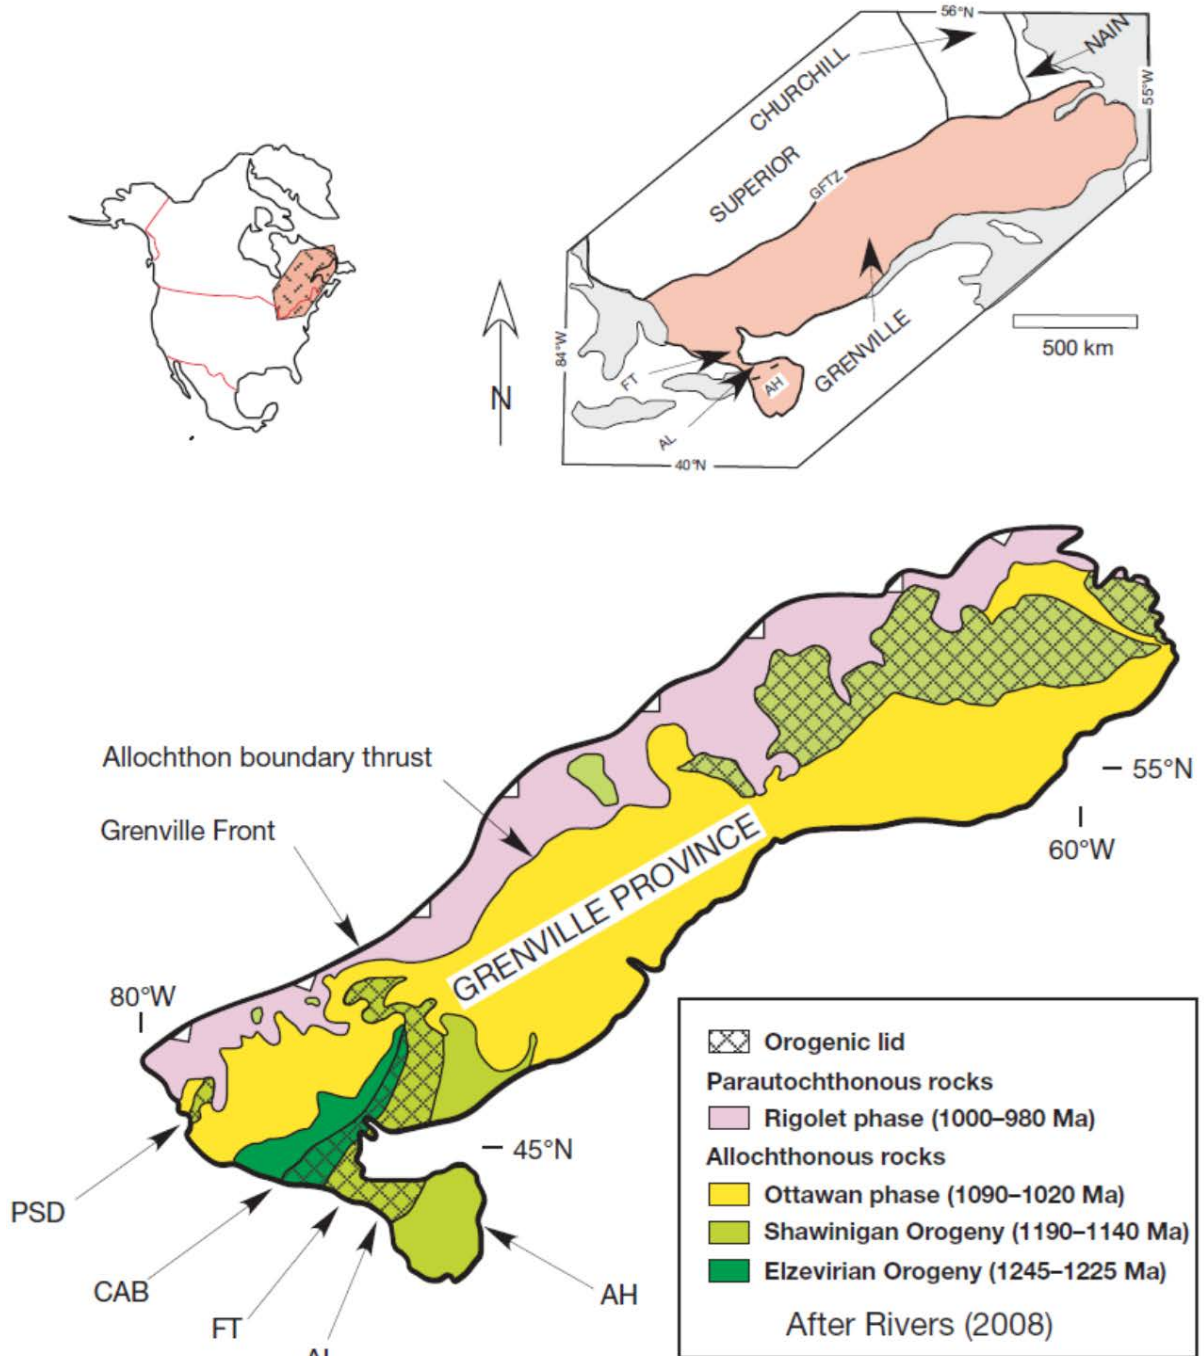 56°N
NAIN
CHURCHILL
55°W
SUPERIOR
GFTZ
84°W
N
FT
AH
GRENVILLE
500 km
AL
40°N
Allochthon boundary thrust
Grenville Front
GRENVILLE PROVINCE
55°N
60°W
80°W
45°N
PSD
CAB
FT
AH
Orogenic lid
Parautochthonous rocks
Rigolet phase (1000–980 Ma)
Allochthonous rocks
Ottawan phase (1090–1020 Ma)
Shawinigan Orogeny (1190–1140 Ma)
Elzevirian Orogeny (1245–1225 Ma)
After Rivers (2008)